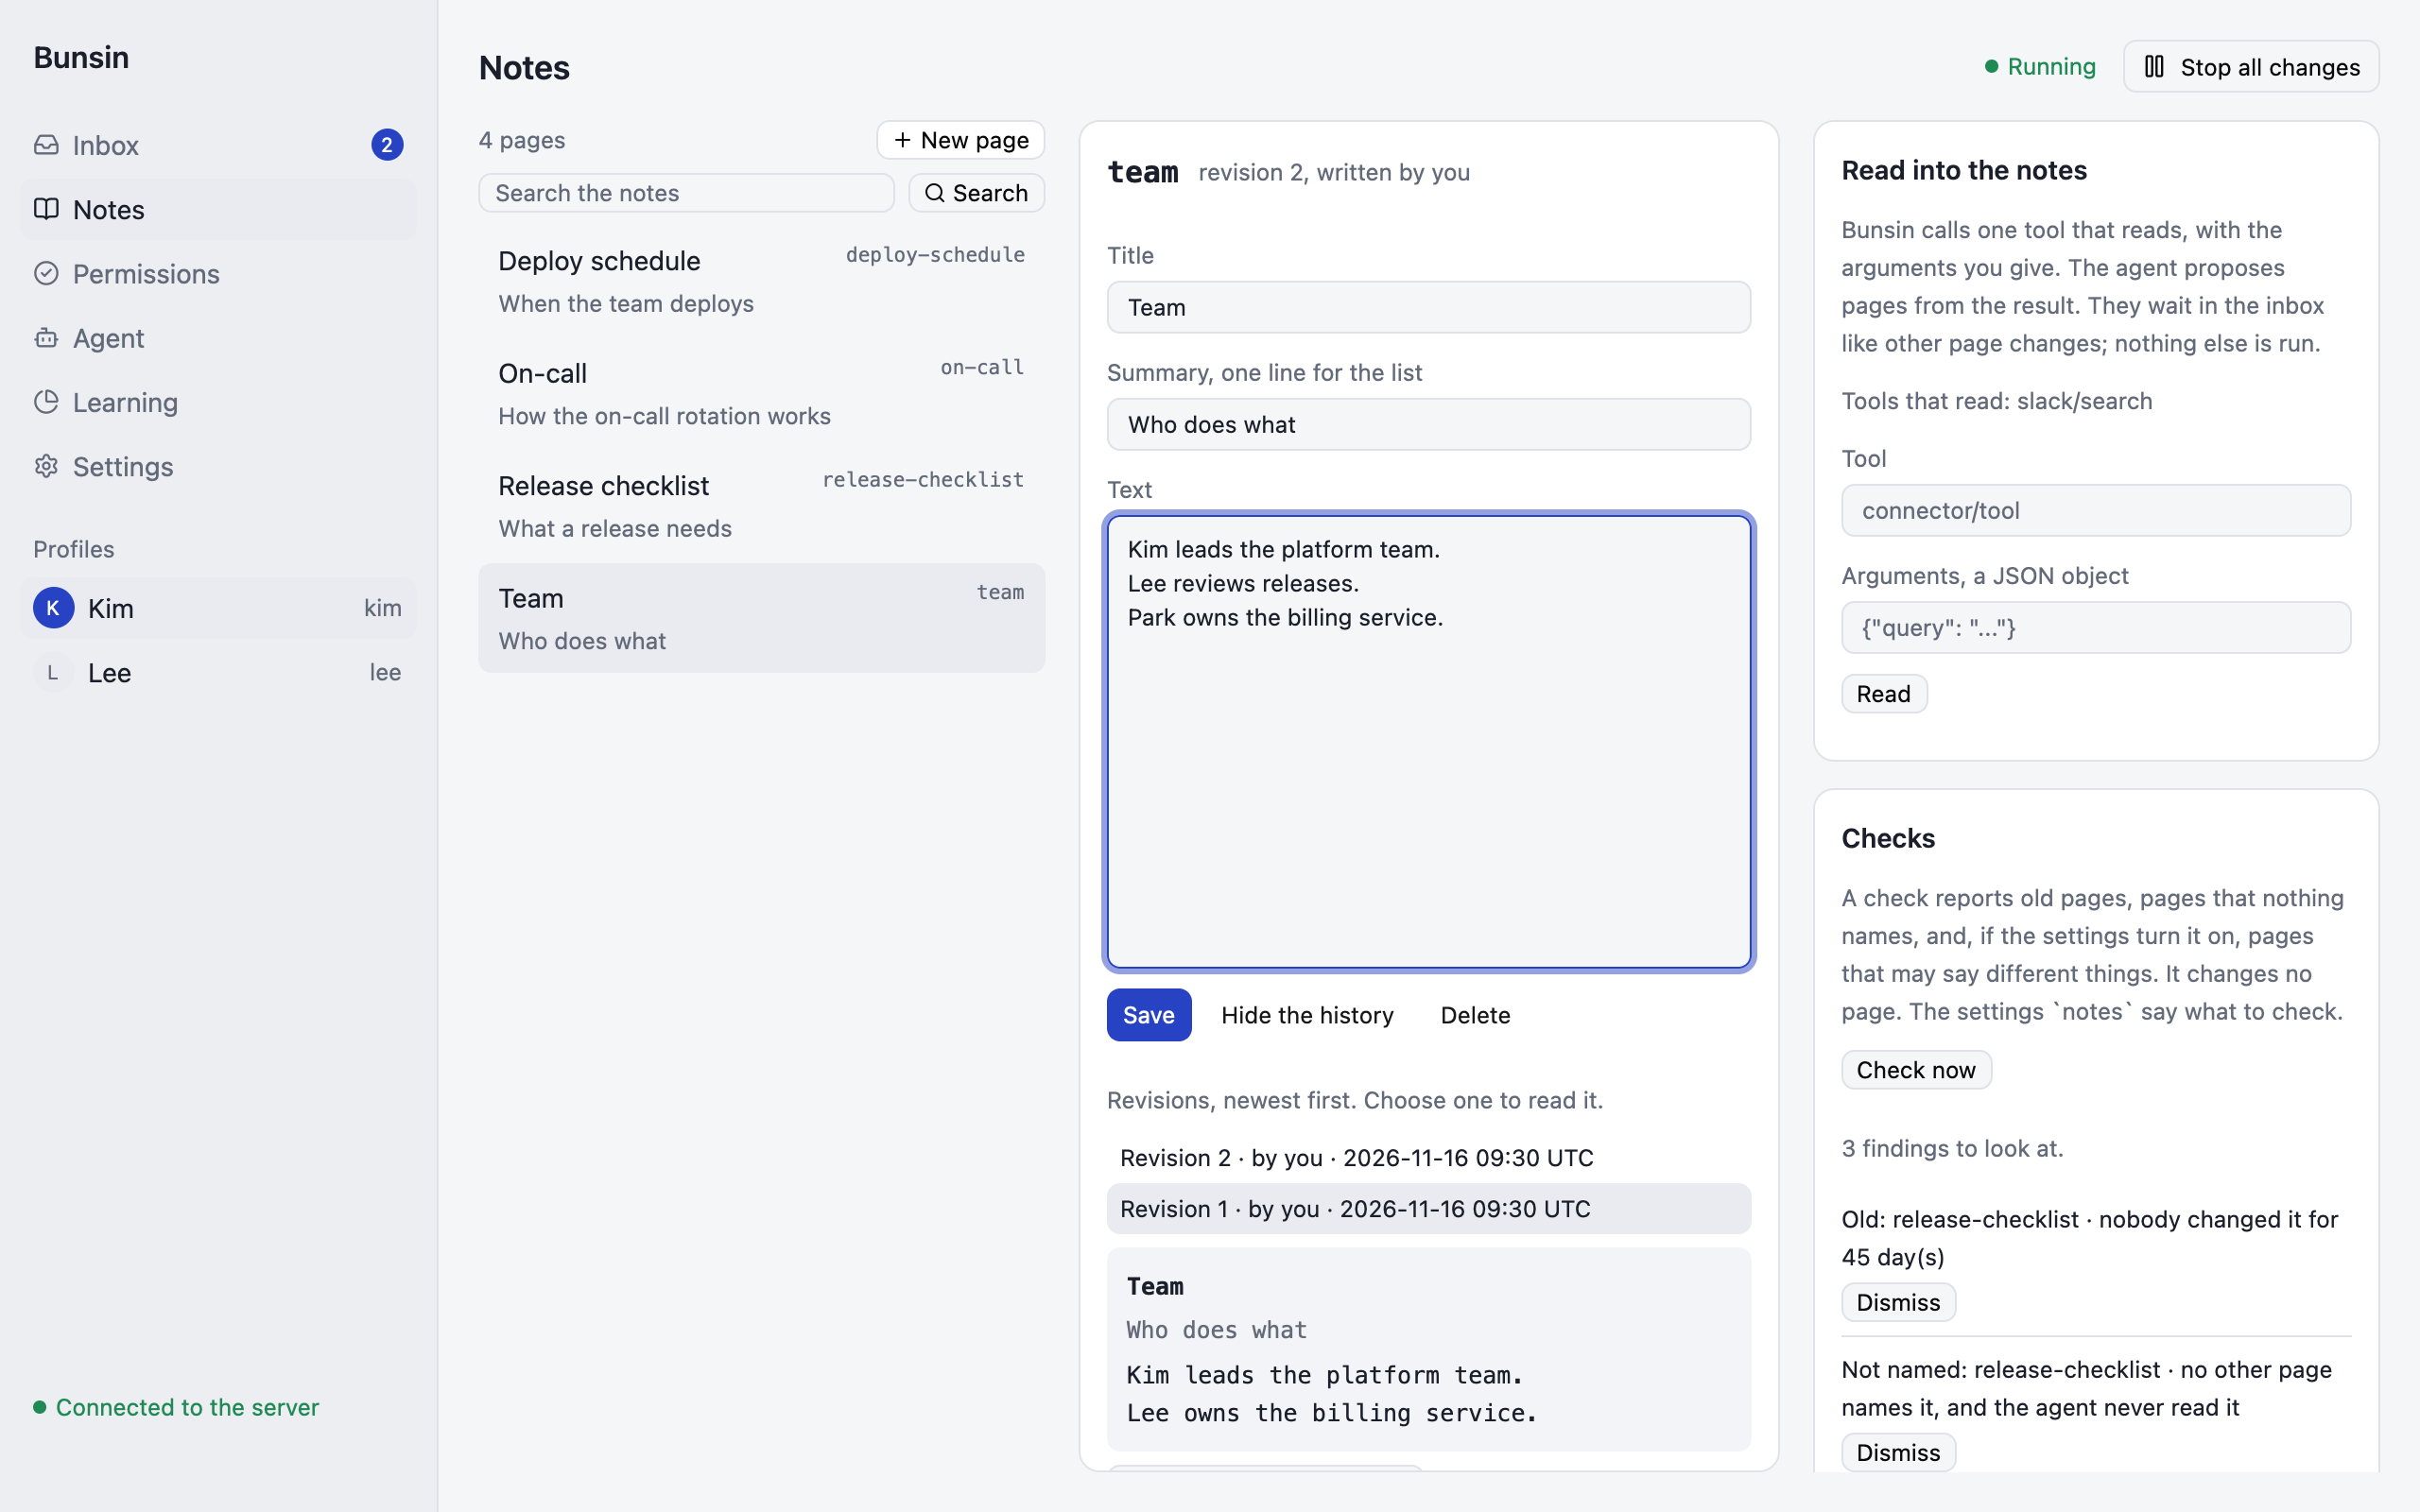 Bunsin
Inbox
2
Notes
Permissions
Agent
Learning
Settings
Profiles
K Kim kim
L Lee lee
Connected to the server
Notes
Running
Stop all changes
4 pages
+ New page
Search the notes
Search
Deploy schedule deploy-schedule
When the team deploys
On-call on-call
How the on-call rotation works
Release checklist release-checklist
What a release needs
Team team
Who does what
team revision 2, written by you
Title
Team
Summary, one line for the list
Who does what
Text
Kim leads the platform team.
Lee reviews releases.
Park owns the billing service.
Save
Hide the history
Delete
Revisions, newest first. Choose one to read it.
Revision 2 · by you · 2026-11-16 09:30 UTC
Revision 1 · by you · 2026-11-16 09:30 UTC
Team
Who does what
Kim leads the platform team.
Lee owns the billing service.
Read into the notes
Bunsin calls one tool that reads, with the
arguments you give. The agent proposes
pages from the result. They wait in the inbox
like other page changes; nothing else is run.
Tools that read: slack/search
Tool
connector/tool
Arguments, a JSON object
{"query": "..."}
Read
Checks
A check reports old pages, pages that nothing
names, and, if the settings turn it on, pages
that may say different things. It changes no
page. The settings `notes` say what to check.
Check now
3 findings to look at.
Old: release-checklist · nobody changed it for
45 day(s)
Dismiss
Not named: release-checklist · no other page
names it, and the agent never read it
Dismiss